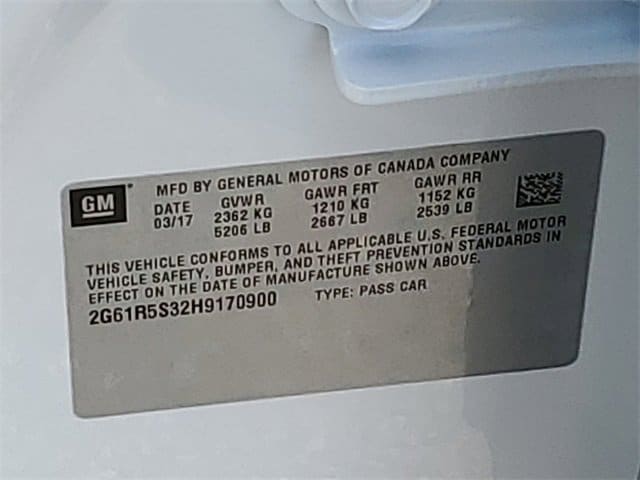 GM
MFD BY GENERAL MOTORS OF CANADA COMPANY
DATE GVWR GAWR FRT GAWR RR
03/17 2362 KG 1210 KG 1152 KG
5206 LB 2667 LB 2539 LB
THIS VEHICLE CONFORMS TO ALL APPLICABLE U.S. FEDERAL MOTOR
VEHICLE SAFETY, BUMPER, AND THEFT PREVENTION STANDARDS IN
EFFECT ON THE DATE OF MANUFACTURE SHOWN ABOVE.
2G61R5S32H9170900 TYPE: PASS CAR